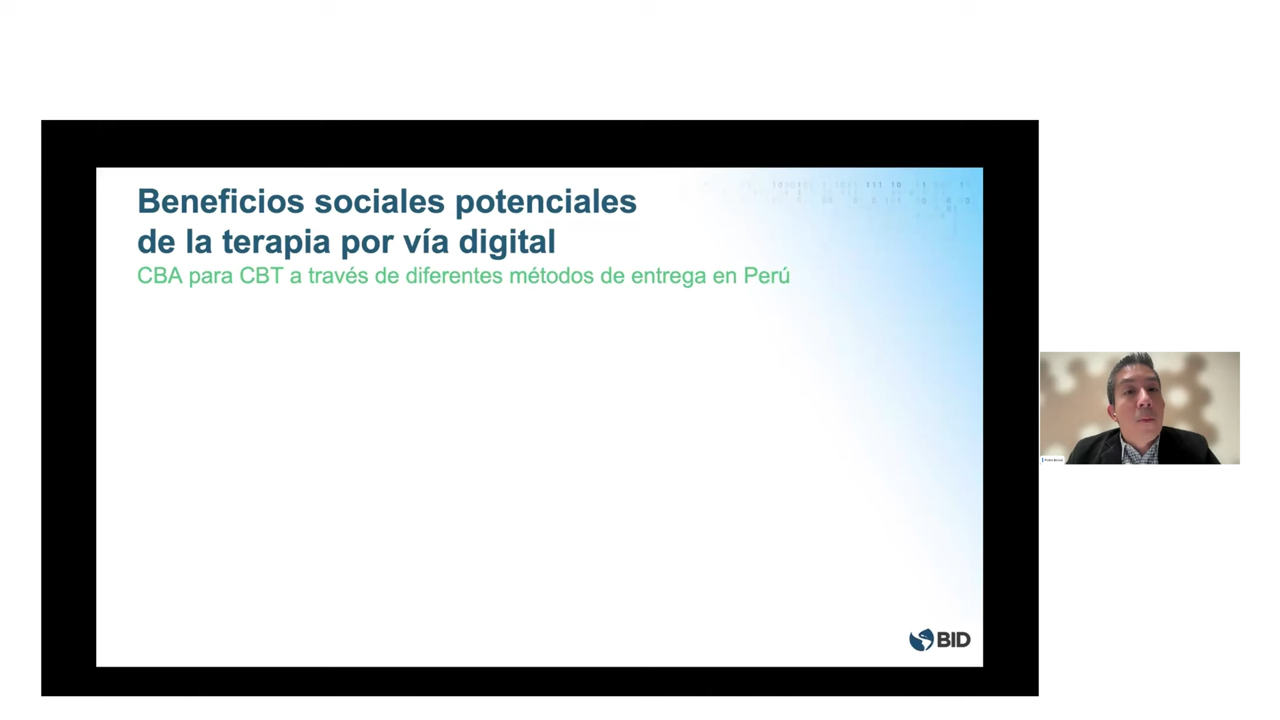 Beneficios sociales potenciales
de la terapia por vía digital
CBA para CBT a través de diferentes métodos de entrega en Perú
BID